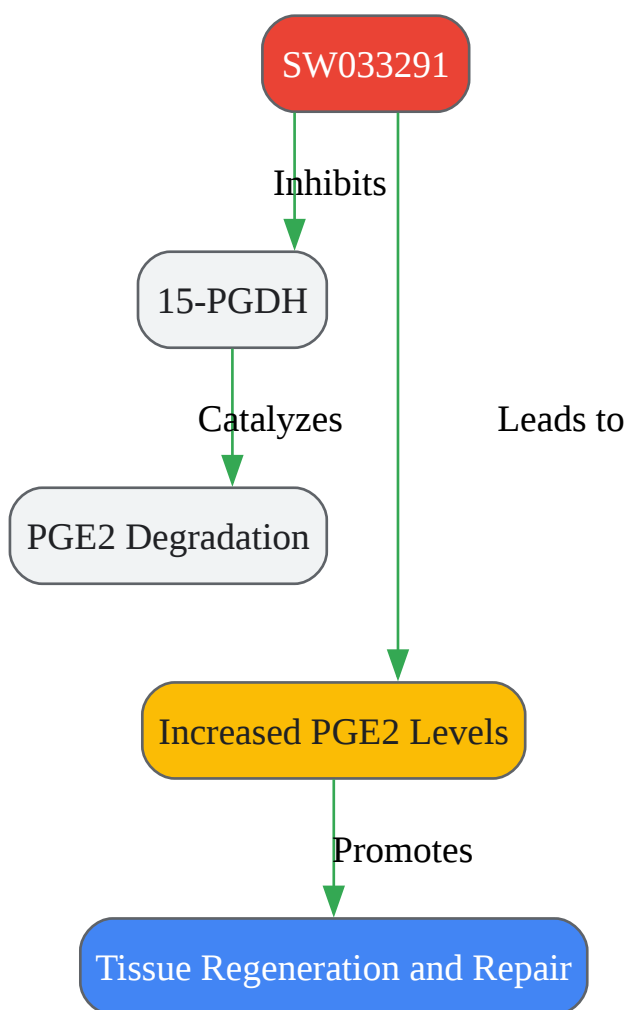 SW033291
Inhibits
15-PGDH
Catalyzes
Leads to
PGE2 Degradation
Increased PGE2 Levels
Promotes
Tissue Regeneration and Repair